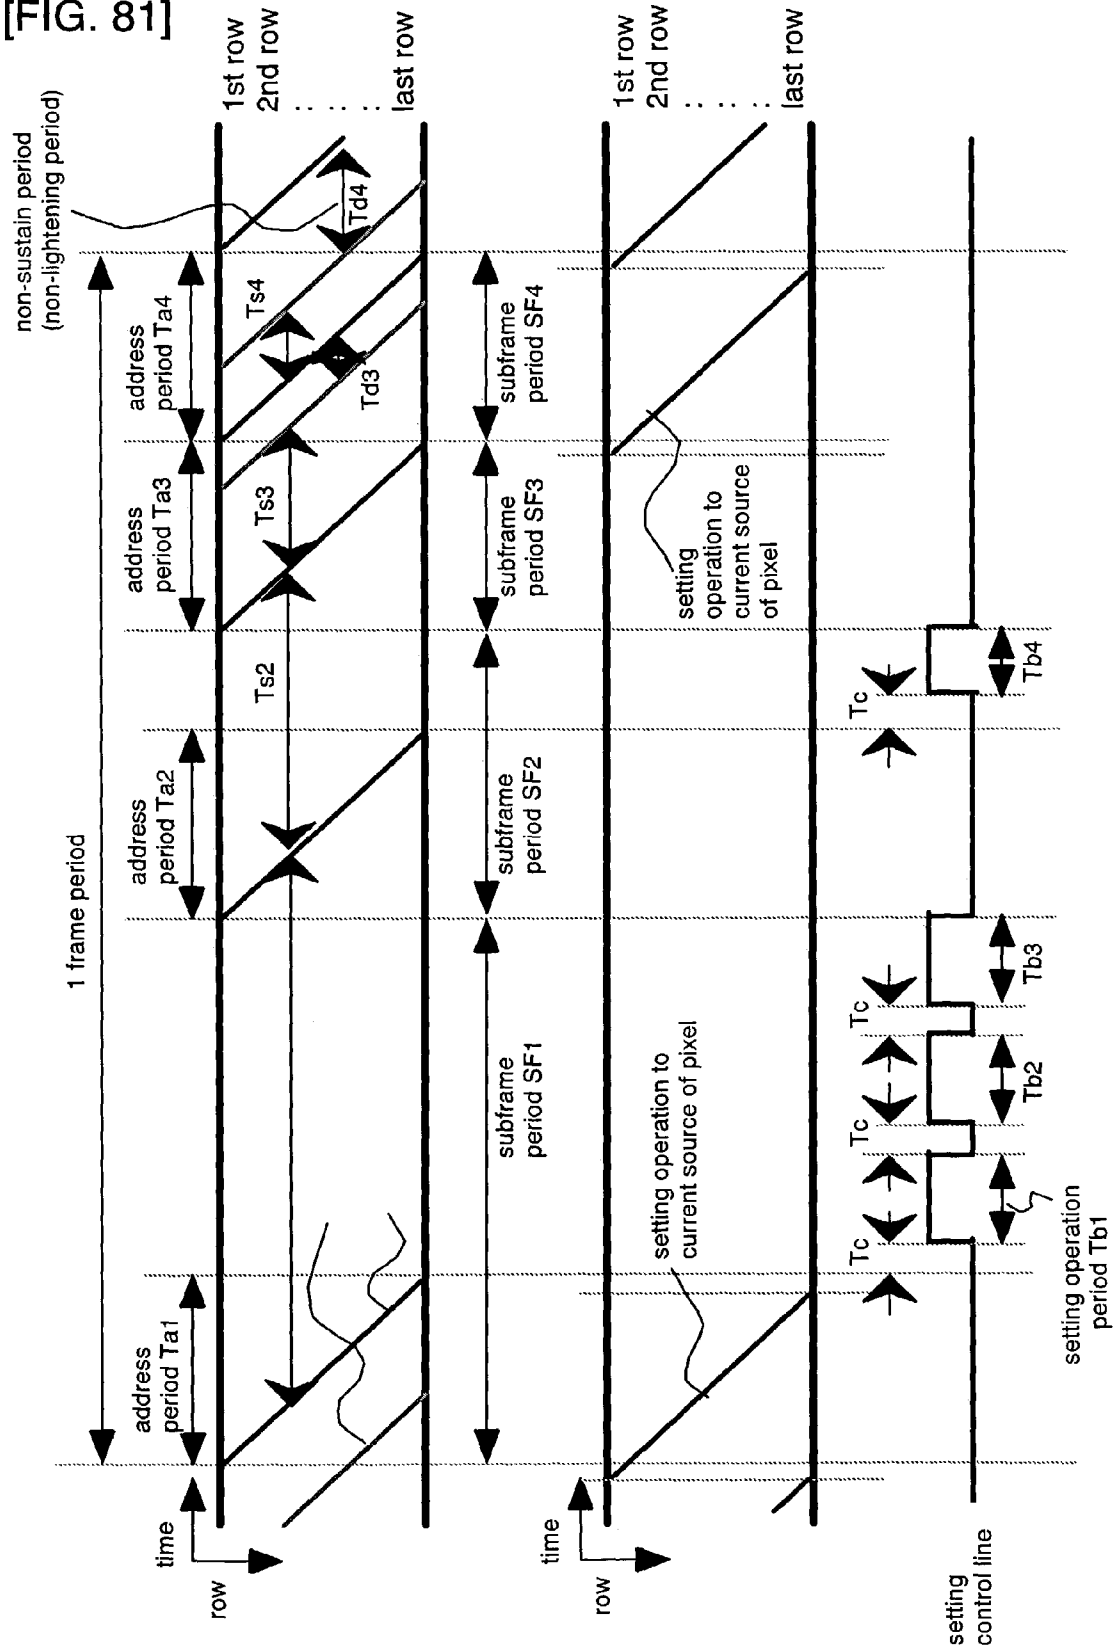 [FIG. 81]
1 frame period
non-sustain period
(non-lightening period)
address
period Ta1
address
period Ta2
address
period Ta3
address
period Ta4
time
row
Ts2
Ts3
Td3
Ts4
Td4
1st row
2nd row
. .
. .
. .
last row
subframe
period SF1
subframe
period SF2
subframe
period SF3
subframe
period SF4
time
row
setting operation to
current source of pixel
setting
operation to
current source
of pixel
1st row
2nd row
. .
. .
. .
last row
Tc
Tc
Tc
Tc
setting
control line
setting operation
period Tb1
Tb2
Tb3
Tb4